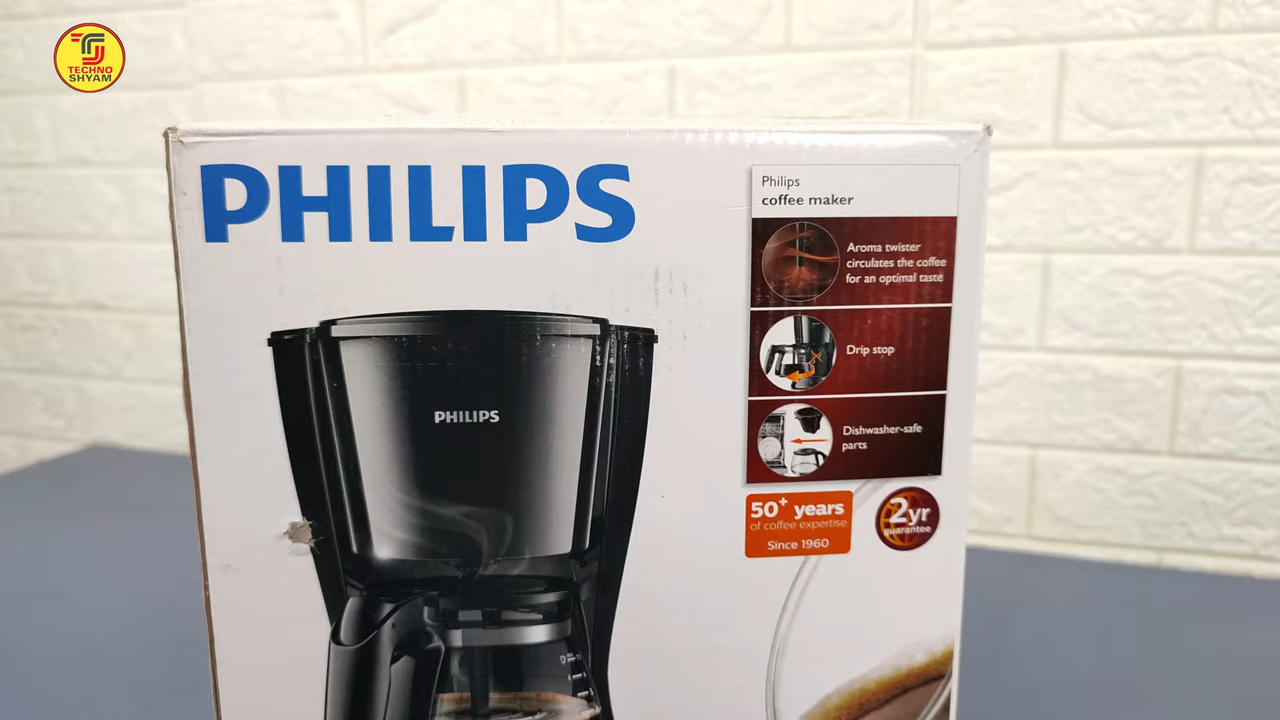 TECHNO
SHYAM
PHILIPS
Philips
coffee maker
Aroma twister
circulates the coffee
for an optimal taste
Drip stop
Dishwasher-safe
parts
PHILIPS
50+ years
of coffee expertise
Since 1960
2yr
guarantee